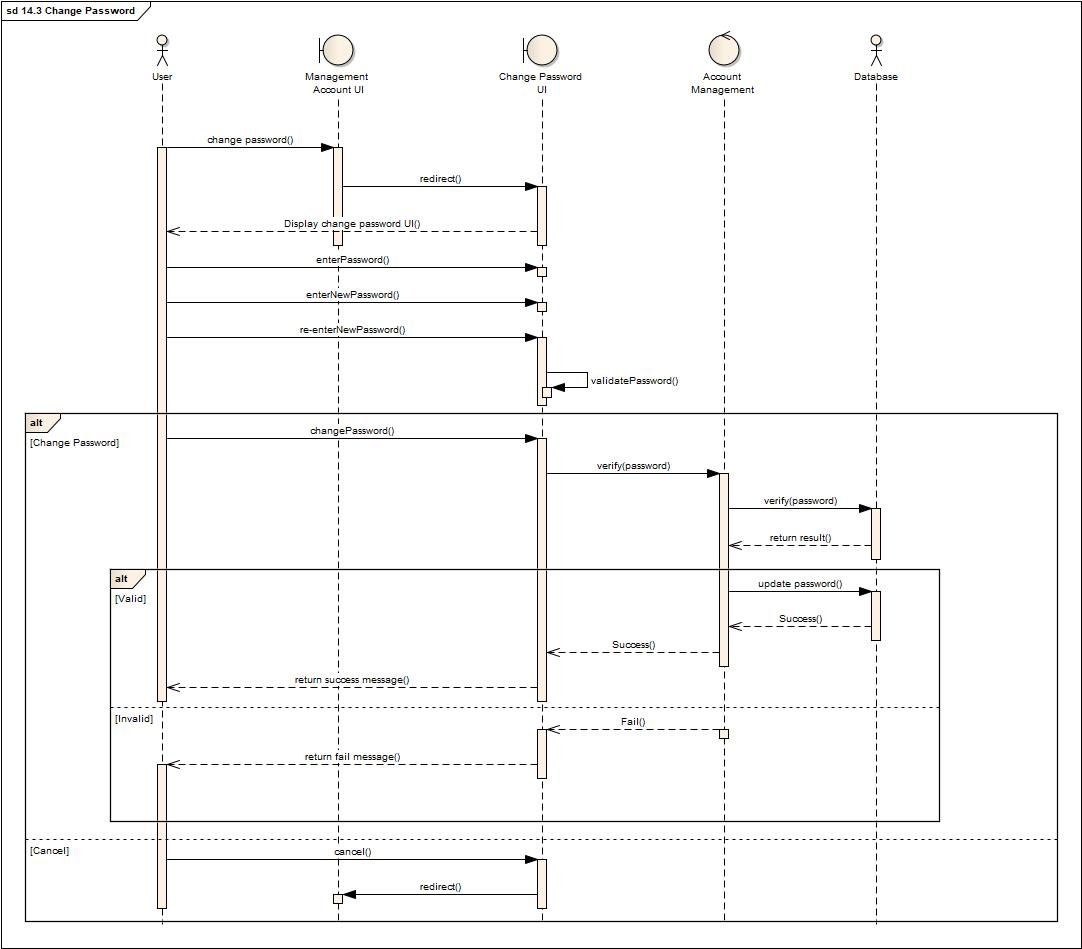 sd 14.3 Change Password
User
Management
Account UI
Change Password
UI
Account
Management
Database
change password()
redirect()
Display change password UI()
enterPassword()
enterNewPassword()
re-enterNewPassword()
validatePassword()
alt
[Change Password]
changePassword()
verify(password)
verify(password)
return result()
alt
[Valid]
update password()
Success()
Success()
return success message()
[Invalid]
Fail()
return fail message()
[Cancel]
cancel()
redirect()